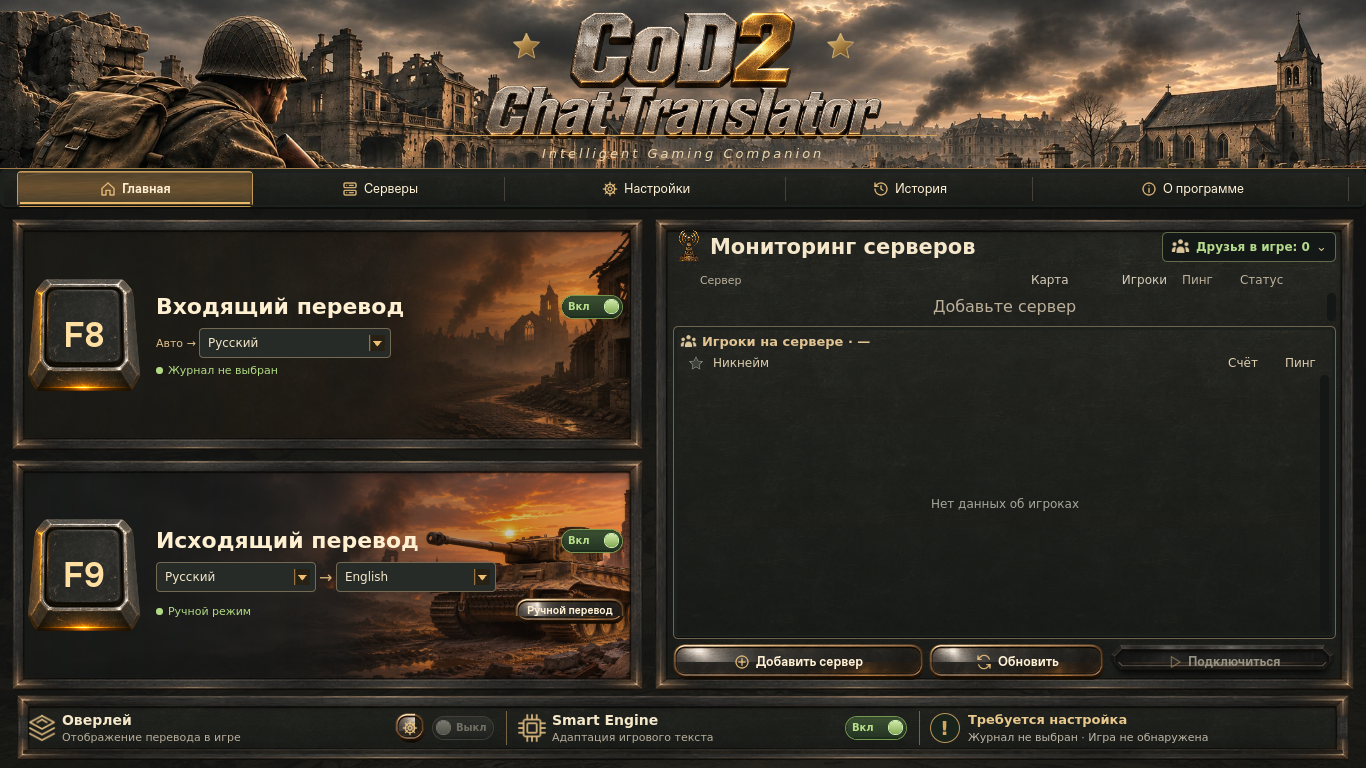 CoD2
Chat Translator
Intelligent Gaming Companion
Главная
Серверы
Настройки
История
О программе
F8
Входящий перевод
Вкл
Авто → Русский
Журнал не выбран
F9
Исходящий перевод
Вкл
Русский → English
Ручной режим
Ручной перевод
Мониторинг серверов
Друзья в игре: 0
Сервер Карта Игроки Пинг Статус
Добавьте сервер
Игроки на сервере · —
Никнейм Счёт Пинг
Нет данных об игроках
Добавить сервер
Обновить
Подключиться
Оверлей
Отображение перевода в игре
Выкл
Smart Engine
Адаптация игрового текста
Вкл
Требуется настройка
Журнал не выбран · Игра не обнаружена